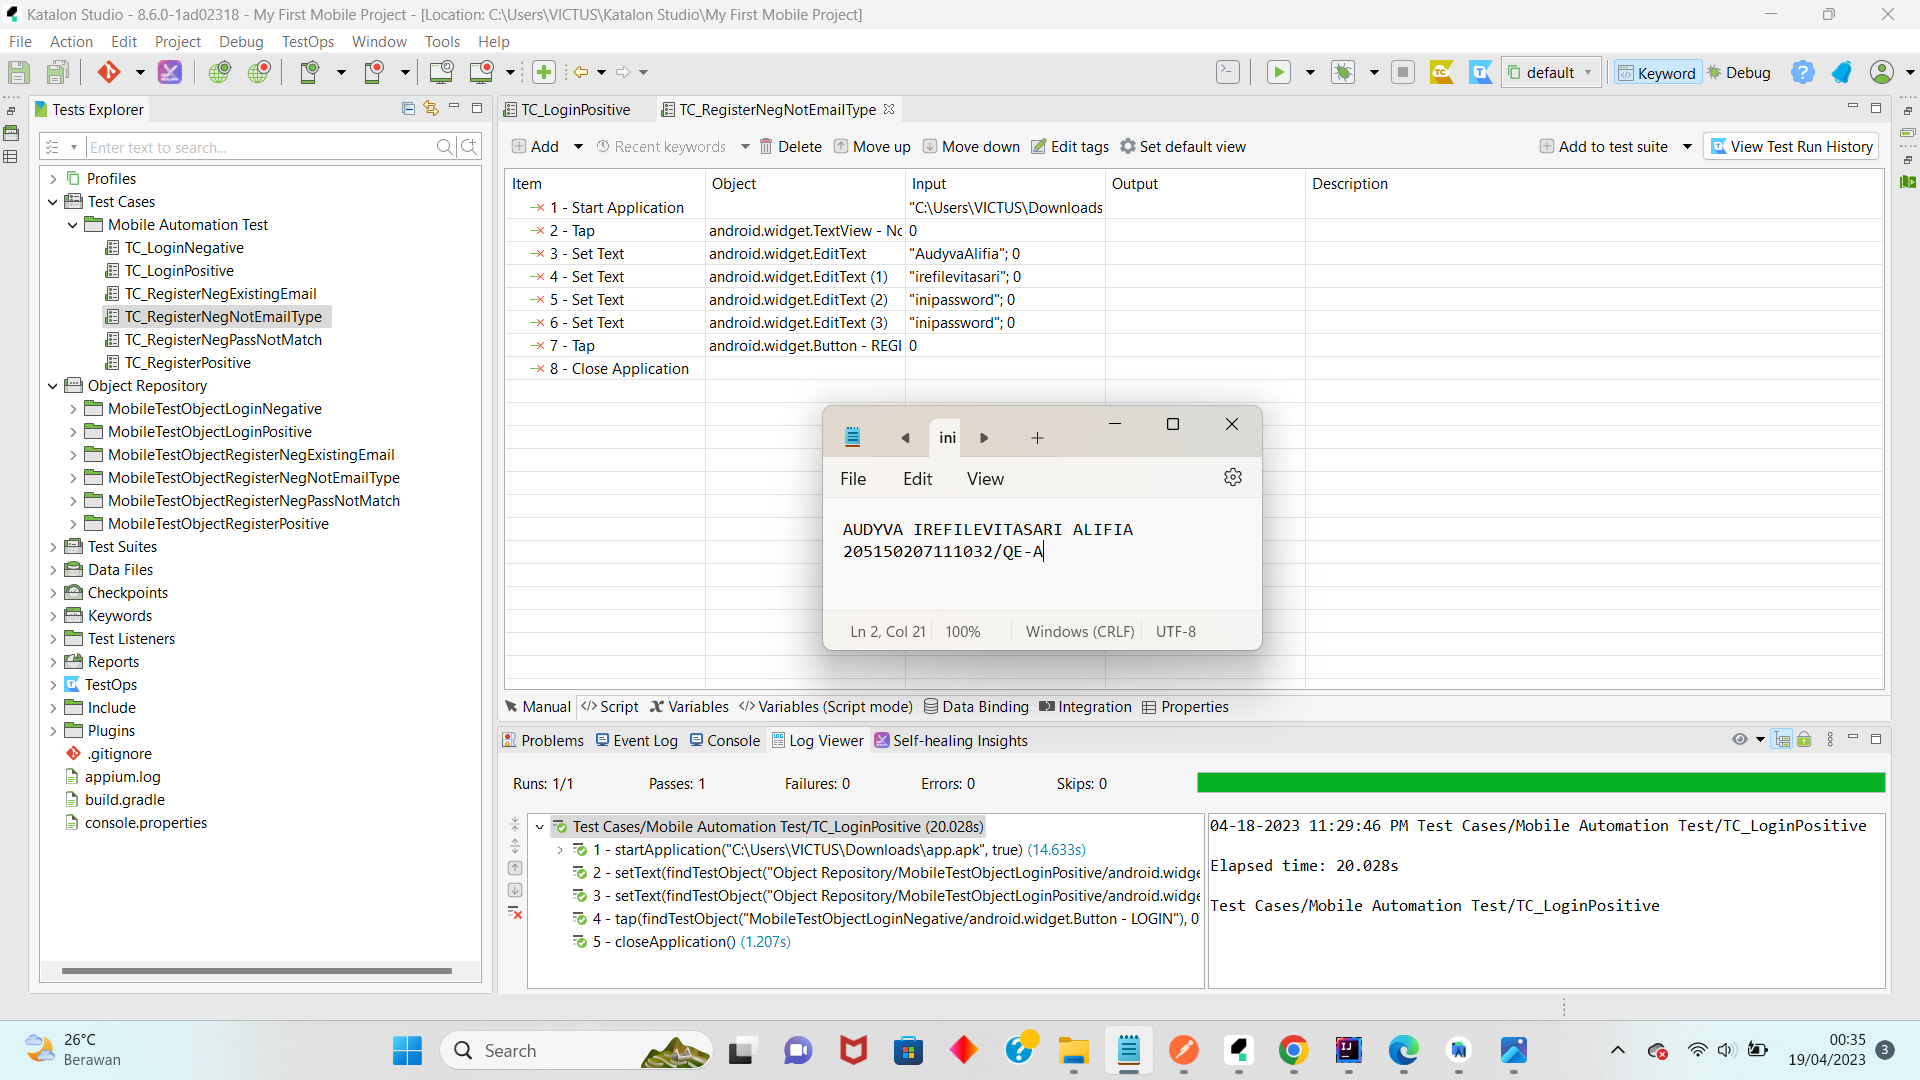 Katalon Studio - 8.6.0-1ad02318 - My First Mobile Project - [Location: C:\Users\VICTUS\Katalon Studio\My First Mobile Project]
File Action Edit Project Debug TestOps Window Tools Help
default Keyword Debug
Tests Explorer
Enter text to search...
Profiles
Test Cases
Mobile Automation Test
TC_LoginNegative
TC_LoginPositive
TC_RegisterNegExistingEmail
TC_RegisterNegNotEmailType
TC_RegisterNegPassNotMatch
TC_RegisterPositive
Object Repository
MobileTestObjectLoginNegative
MobileTestObjectLoginPositive
MobileTestObjectRegisterNegExistingEmail
MobileTestObjectRegisterNegNotEmailType
MobileTestObjectRegisterNegPassNotMatch
MobileTestObjectRegisterPositive
Test Suites
Data Files
Checkpoints
Keywords
Test Listeners
Reports
TestOps
Include
Plugins
.gitignore
appium.log
build.gradle
console.properties
TC_LoginPositive TC_RegisterNegNotEmailType
Add Recent keywords Delete Move up Move down Edit tags Set default view Add to test suite View Test Run History
Item Object Input Output Description
1 - Start Application "C:\Users\VICTUS\Downloads
2 - Tap android.widget.TextView - Nc 0
3 - Set Text android.widget.EditText "AudyvaAlifia"; 0
4 - Set Text android.widget.EditText (1) "irefilevitasari"; 0
5 - Set Text android.widget.EditText (2) "inipassword"; 0
6 - Set Text android.widget.EditText (3) "inipassword"; 0
7 - Tap android.widget.Button - REGI 0
8 - Close Application
ini
File Edit View
AUDYVA IREFILEVITASARI ALIFIA
205150207111032/QE-A
Ln 2, Col 21 100% Windows (CRLF) UTF-8
Manual Script Variables Variables (Script mode) Data Binding Integration Properties
Problems Event Log Console Log Viewer Self-healing Insights
Runs: 1/1 Passes: 1 Failures: 0 Errors: 0 Skips: 0
Test Cases/Mobile Automation Test/TC_LoginPositive (20.028s)
1 - startApplication("C:\Users\VICTUS\Downloads\app.apk", true) (14.633s)
2 - setText(findTestObject("Object Repository/MobileTestObjectLoginPositive/android.widge
3 - setText(findTestObject("Object Repository/MobileTestObjectLoginPositive/android.widge
4 - tap(findTestObject("MobileTestObjectLoginNegative/android.widget.Button - LOGIN"), 0)
5 - closeApplication() (1.207s)
04-18-2023 11:29:46 PM Test Cases/Mobile Automation Test/TC_LoginPositive
Elapsed time: 20.028s
Test Cases/Mobile Automation Test/TC_LoginPositive
26°C
Berawan
Search
00:35
19/04/2023
3